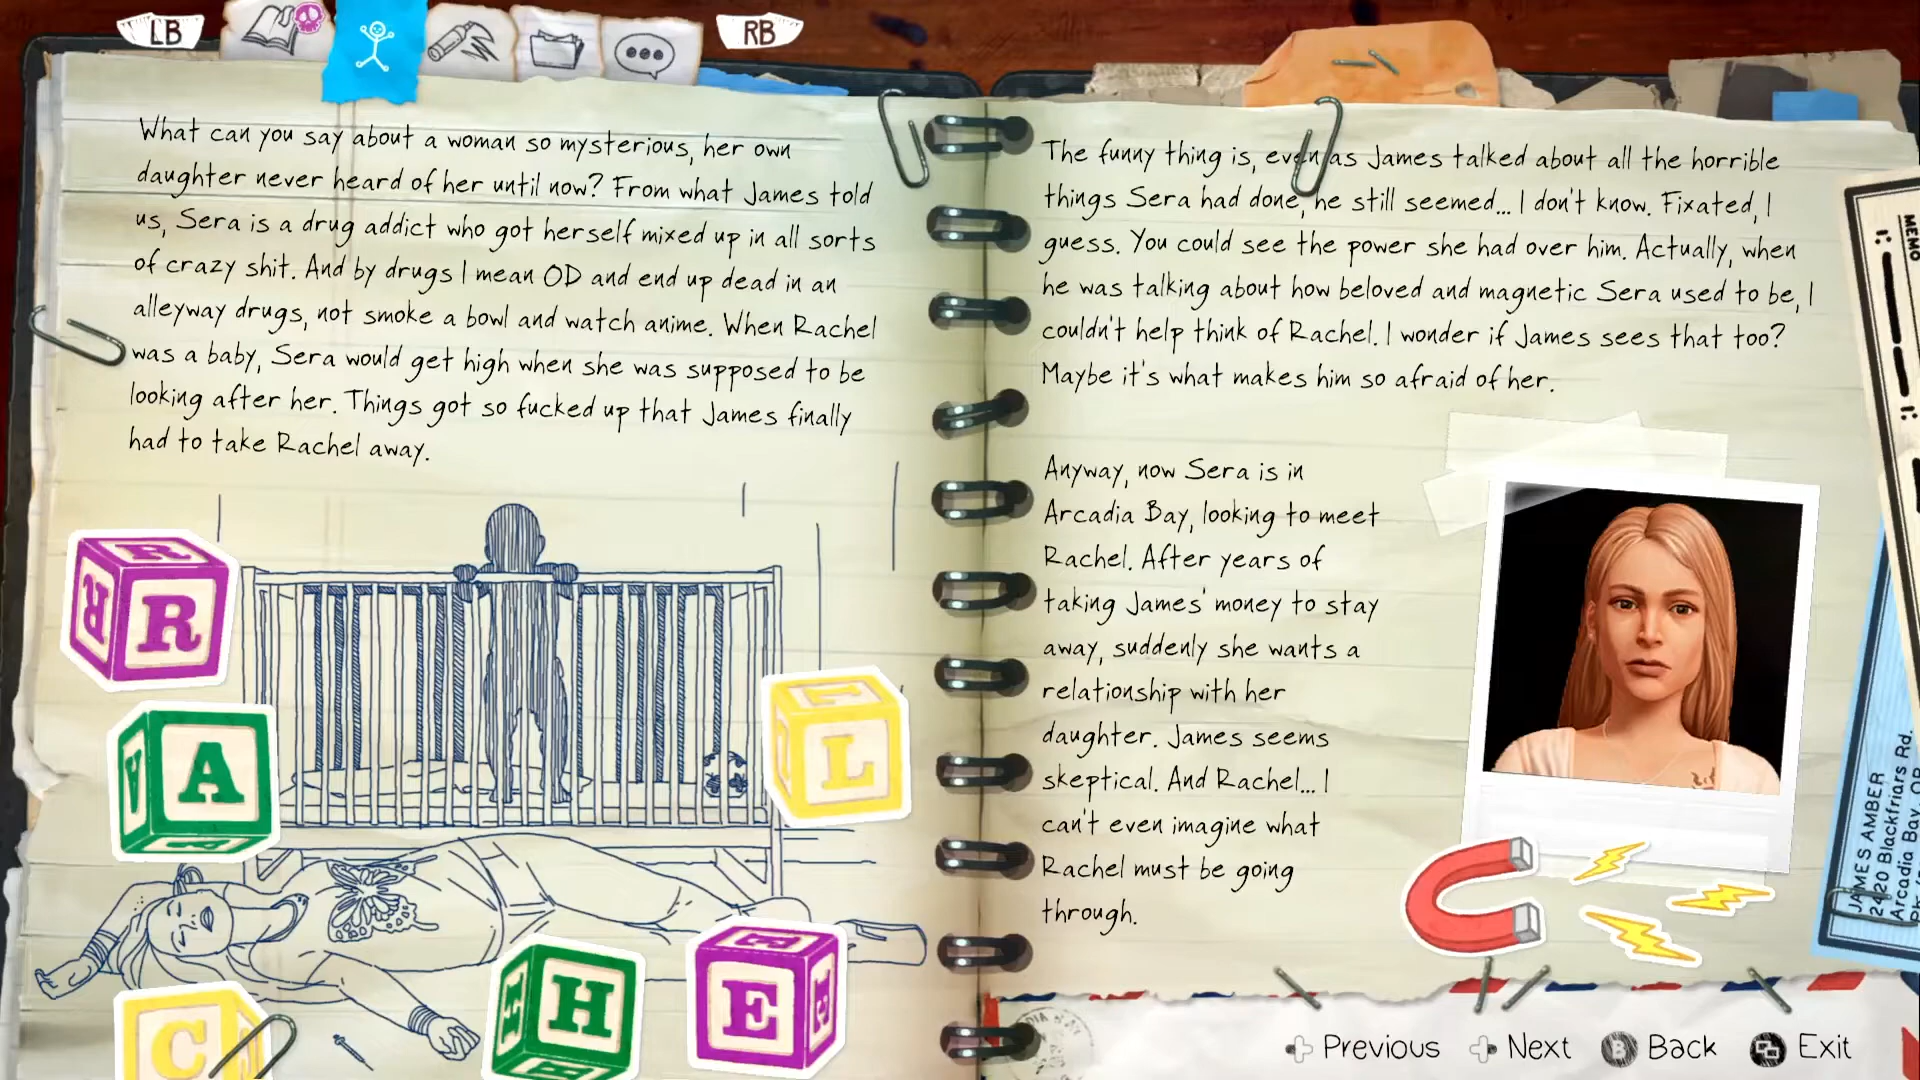 LB
RB
What can you say about a woman so mysterious, her own
daughter never heard of her until now? From what James told
us, Sera is a drug addict who got herself mixed up in all sorts
of crazy shit. And by drugs I mean OD and end up dead in an
alleyway drugs, not smoke a bowl and watch anime. When Rachel
was a baby, Sera would get high when she was supposed to be
looking after her. Things got so fucked up that James finally
had to take Rachel away.
R
A
C
H
E
L
The funny thing is, even as James talked about all the horrible
things Sera had done, he still seemed... I don't know. Fixated, I
guess. You could see the power she had over him. Actually, when
he was talking about how beloved and magnetic Sera used to be, I
couldn't help think of Rachel. I wonder if James sees that too?
Maybe it's what makes him so afraid of her.
Anyway, now Sera is in
Arcadia Bay, looking to meet
Rachel. After years of
taking James' money to stay
away, suddenly she wants a
relationship with her
daughter. James seems
skeptical. And Rachel... I
can't even imagine what
Rachel must be going
through.
MEMO
JAMES AMBER
2420 Blackfriars Rd.
Arcadia Bay, OR
Previous
Next
B Back
Exit